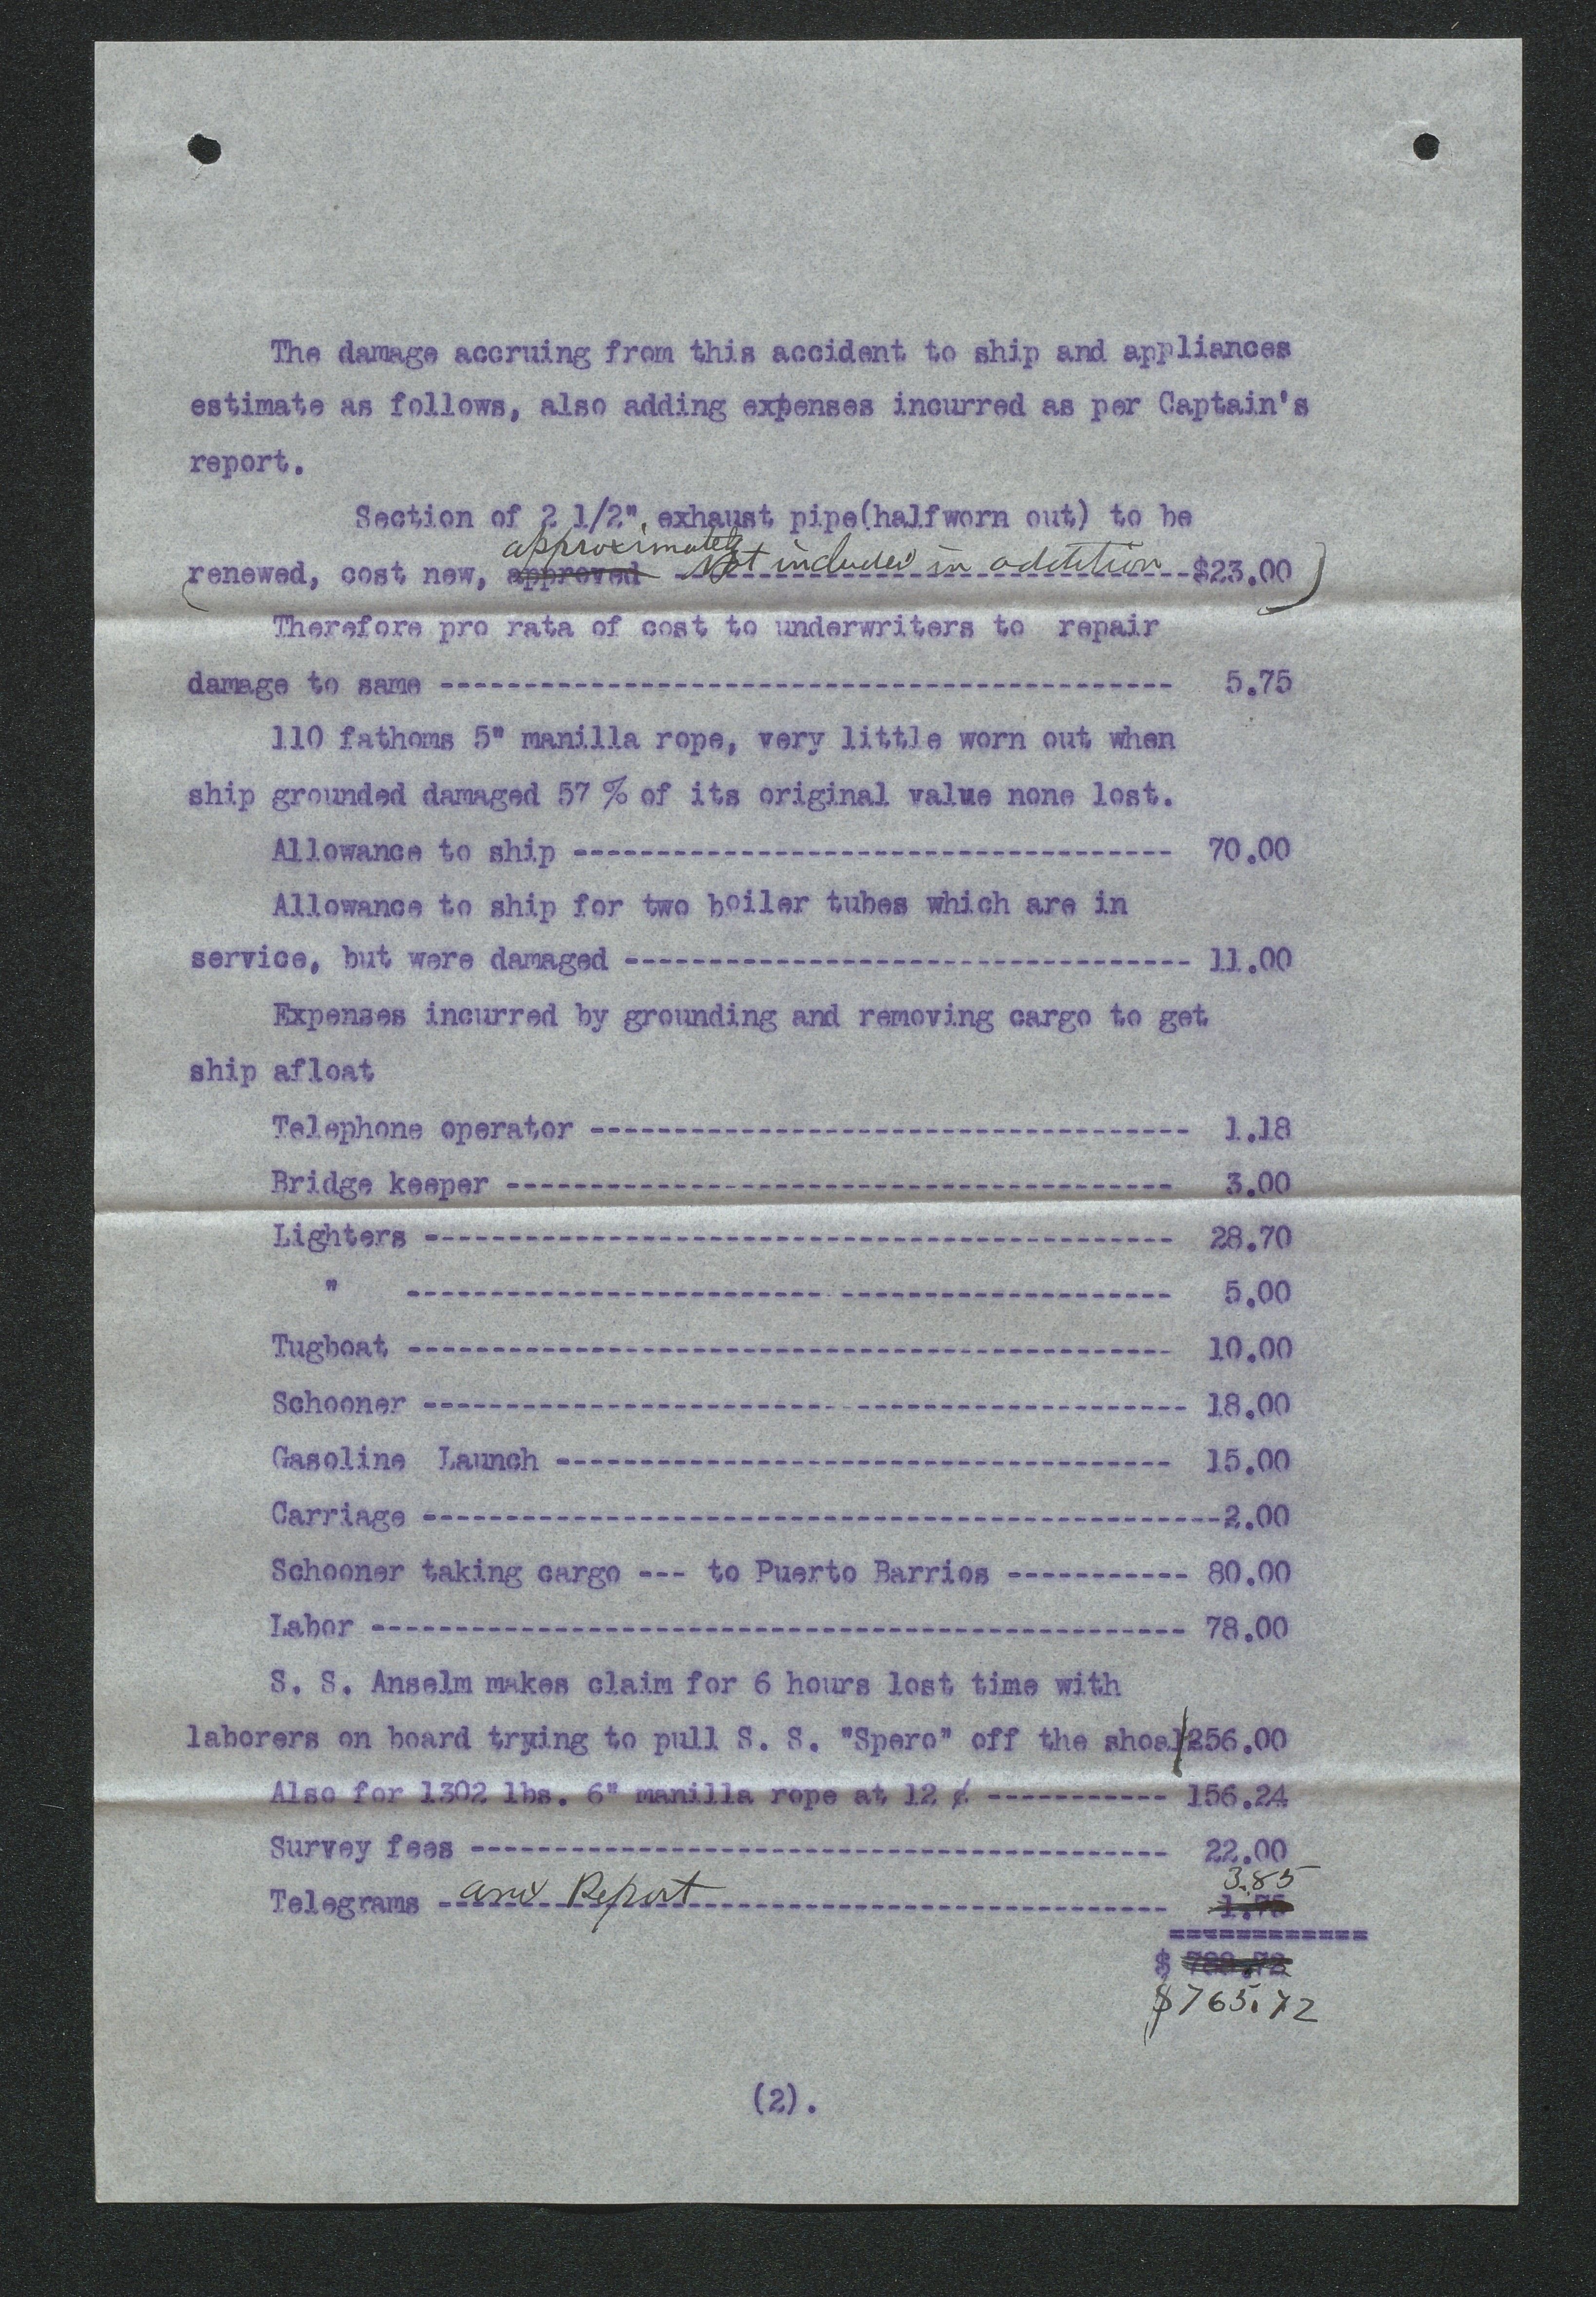 The damage accruing from this accident to ship and appliances
estimate as follows, also adding expenses incurred as per Captain's
report.
Section of 2 1/2" exhaust pipe(halfworn out) to be
approximately
renewed, cost new, approved Not included in addition ---$23.00
Therefore pro rata of cost to underwriters to repair
damage to same -------------------------------------------- 5.75
110 fathoms 5" manilla rope, very little worn out when
ship grounded damaged 57 % of its original value none lost.
Allowance to ship ------------------------------------ 70.00
Allowance to ship for two boiler tubes which are in
service, but were damaged ---------------------------------- 11.00
Expenses incurred by grounding and removing cargo to get
ship afloat
Telephone operator ------------------------------------ 1.18
Bridge keeper ---------------------------------------- 3.00
Lighters --------------------------------------------- 28.70
" ---------------------------------------------- 5.00
Tugboat ---------------------------------------------- 10.00
Schooner ---------------------------------------------- 18.00
Gasoline Launch ------------------------------------- 15.00
Carriage ------------------------------------------------2.00
Schooner taking cargo --- to Puerto Barrios ----------- 80.00
Labor ------------------------------------------------- 78.00
S. S. Anselm makes claim for 6 hours lost time with
laborers on board trying to pull S. S. "Spero" off the shoal/256.00
Also for 1302 lbs. 6" manilla rope at 12 ¢ ----------- 156.24
Survey fees ------------------------------------------ 22.00
3.85
Telegrams -- and Report ---------------------------- 1.75
============
$
$765.72
(2).